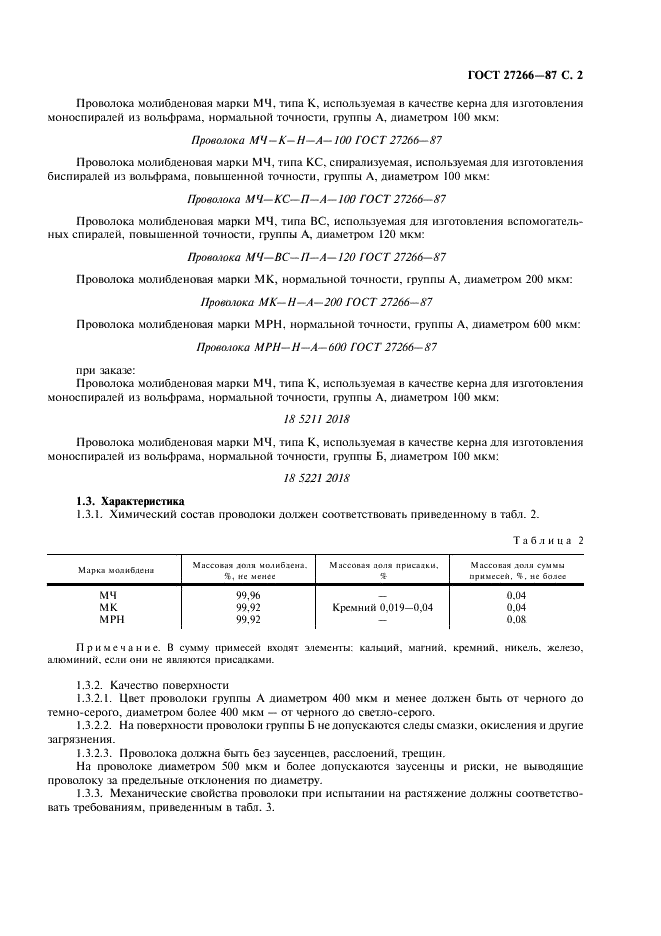 ГОСТ 27266—87 С. 2
Проволока молибденовая марки МЧ, типа К, используемая в качестве керна для изготовления
моноспиралей из вольфрама, нормальной точности, группы А, диаметром 100 мкм:
Проволока МЧ—К—Н—А—100 ГОСТ 27266—87
Проволока молибденовая марки МЧ, типа КС, спирализуемая, используемая для изготовления
биспиралей из вольфрама, повышенной точности, группы А, диаметром 100 мкм:
Проволока МЧ—КС—П—А—100 ГОСТ 27266—87
Проволока молибденовая марки МЧ, типа ВС, используемая для изготовления вспомогатель-
ных спиралей, повышенной точности, группы А, диаметром 120 мкм:
Проволока МЧ—ВС—П—А—120 ГОСТ 27266—87
Проволока молибденовая марки МК, нормальной точности, группы А, диаметром 200 мкм:
Проволока МК—Н—А—200 ГОСТ 27266—87
Проволока молибденовая марки МРН, нормальной точности, группы А, диаметром 600 мкм:
Проволока МРН—Н—А—600 ГОСТ 27266—87
при заказе:
Проволока молибденовая марки МЧ, типа К, используемая в качестве керна для изготовления
моноспиралей из вольфрама, нормальной точности, группы А, диаметром 100 мкм:
18 5211 2018
Проволока молибденовая марки МЧ, типа К, используемая в качестве керна для изготовления
моноспиралей из вольфрама, нормальной точности, группы Б, диаметром 100 мкм:
18 5221 2018
1.3. Характеристика
1.3.1. Химический состав проволоки должен соответствовать приведенному в табл. 2.
Таблица 2
Марка молибдена Массовая доля молибдена, %, не менее Массовая доля присадки, % Массовая доля суммы примесей, %, не более
МЧ 99,96 — 0,04
МК 99,92 Кремний 0,019—0,04 0,04
МРН 99,92 — 0,08
Примечание. В сумму примесей входят элементы: кальций, магний, кремний, никель, железо,
алюминий, если они не являются присадками.
1.3.2. Качество поверхности
1.3.2.1. Цвет проволоки группы А диаметром 400 мкм и менее должен быть от черного до
темно-серого, диаметром более 400 мкм — от черного до светло-серого.
1.3.2.2. На поверхности проволоки группы Б не допускаются следы смазки, окисления и другие
загрязнения.
1.3.2.3. Проволока должна быть без заусенцев, расслоений, трещин.
На проволоке диаметром 500 мкм и более допускаются заусенцы и риски, не выводящие
проволоку за предельные отклонения по диаметру.
1.3.3. Механические свойства проволоки при испытании на растяжение должны соответство-
вать требованиям, приведенным в табл. 3.